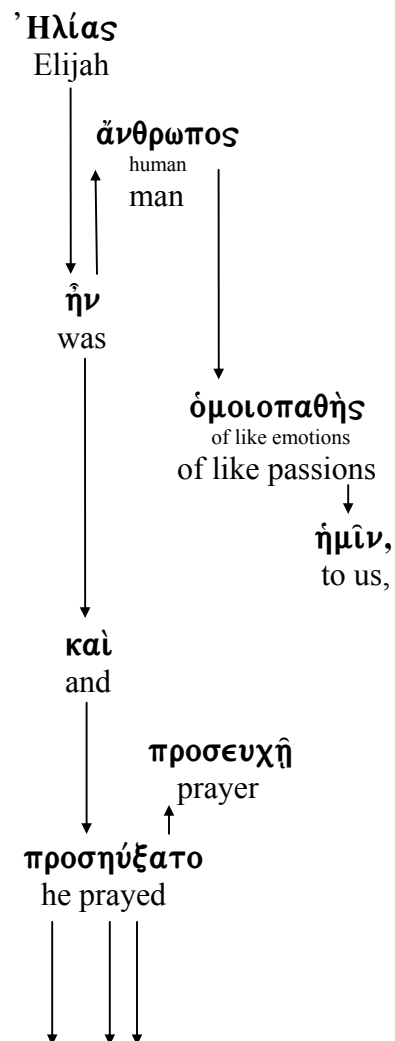 Ἠλίας
Elijah
ἄνθρωπος
human
man
ἦν
was
ὁμοιοπαθὴς
of like emotions
of like passions
ἡμῖν,
to us,
καὶ
and
προσευχῇ
prayer
προσηύξατο
he prayed